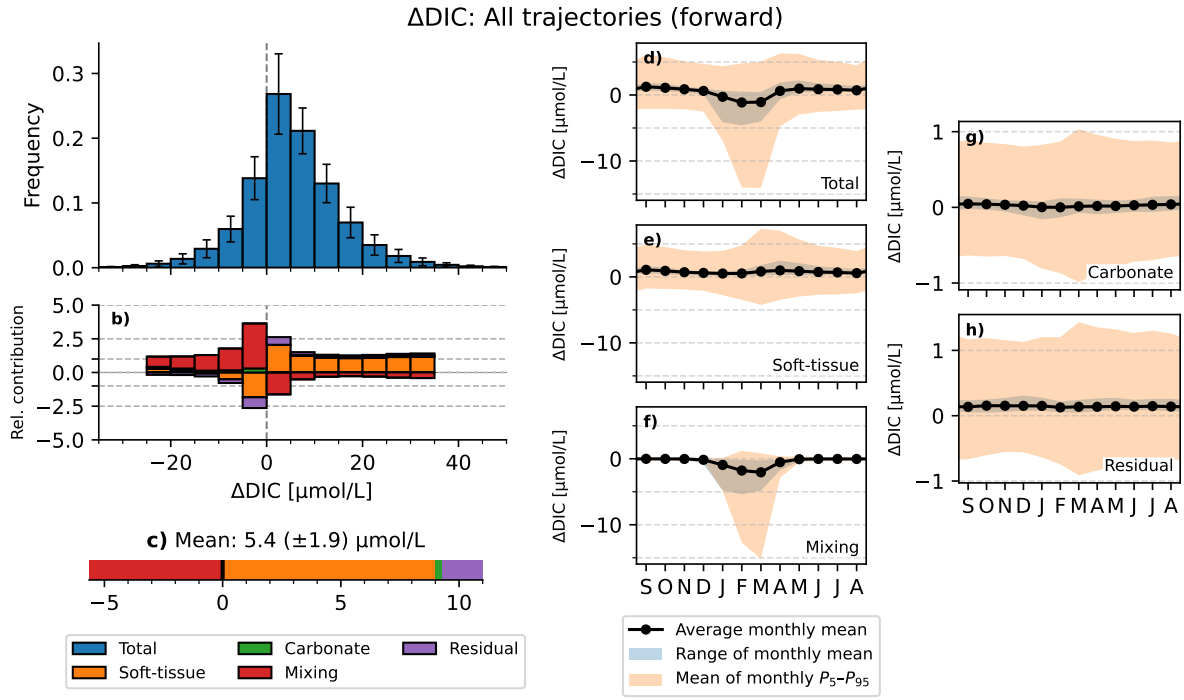 ΔDIC: All trajectories (forward)
Frequency
0.3
0.2
0.1
0.0
b)
Rel. contribution
5.0
2.5
0.0
−2.5
−5.0
−20 0 20 40
ΔDIC [μmol/L]
c) Mean: 5.4 (±1.9) μmol/L
−5 0 5 10
Total Carbonate Residual
Soft-tissue Mixing
d)
ΔDIC [μmol/L]
0
−10
Total
e)
ΔDIC [μmol/L]
0
−10
Soft-tissue
f)
ΔDIC [μmol/L]
0
−10
Mixing
S O N D J F M A M J J A
Average monthly mean
Range of monthly mean
Mean of monthly P5–P95
g)
ΔDIC [μmol/L]
1
0
−1
Carbonate
h)
ΔDIC [μmol/L]
1
0
−1
Residual
S O N D J F M A M J J A